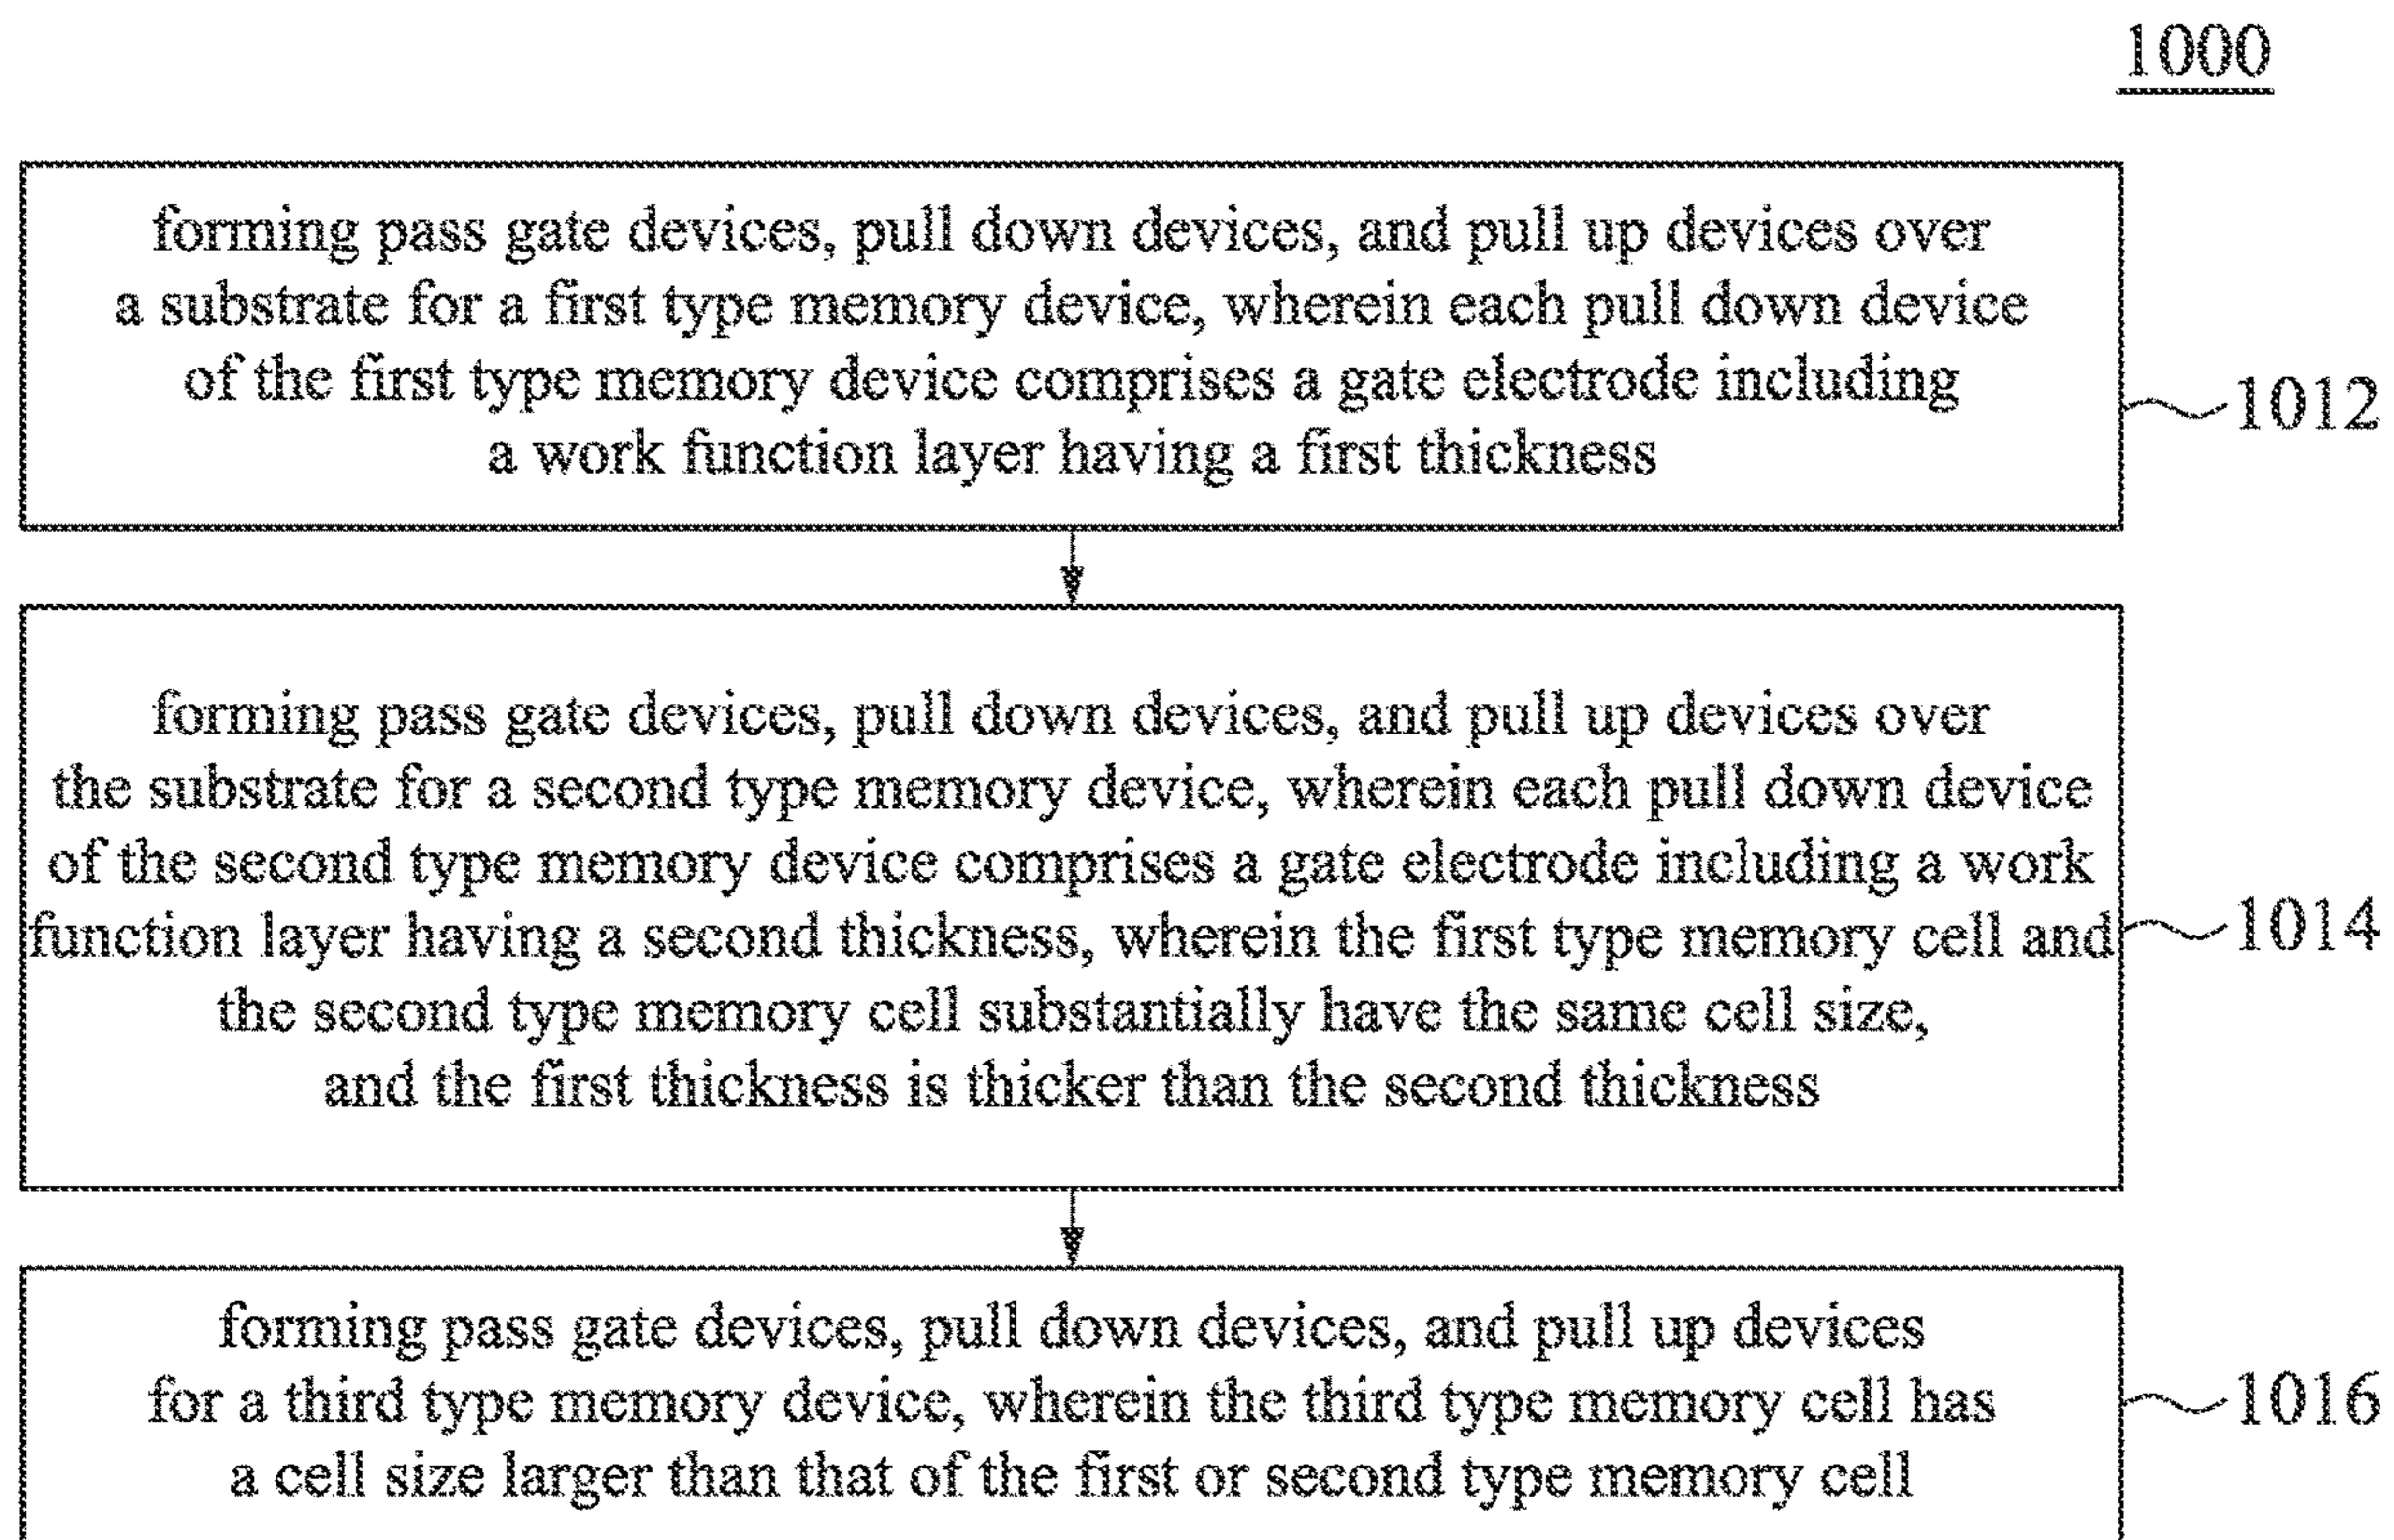 1000
forming pass gate devices, pull down devices, and pull up devices over
a substrate for a first type memory device, wherein each pull down device
of the first type memory device comprises a gate electrode including
a work function layer having a first thickness
1012
forming pass gate devices, pull down devices, and pull up devices over
the substrate for a second type memory device, wherein each pull down device
of the second type memory device comprises a gate electrode including a work
function layer having a second thickness, wherein the first type memory cell and
the second type memory cell substantially have the same cell size,
and the first thickness is thicker than the second thickness
1014
forming pass gate devices, pull down devices, and pull up devices
for a third type memory device, wherein the third type memory cell has
a cell size larger than that of the first or second type memory cell
1016